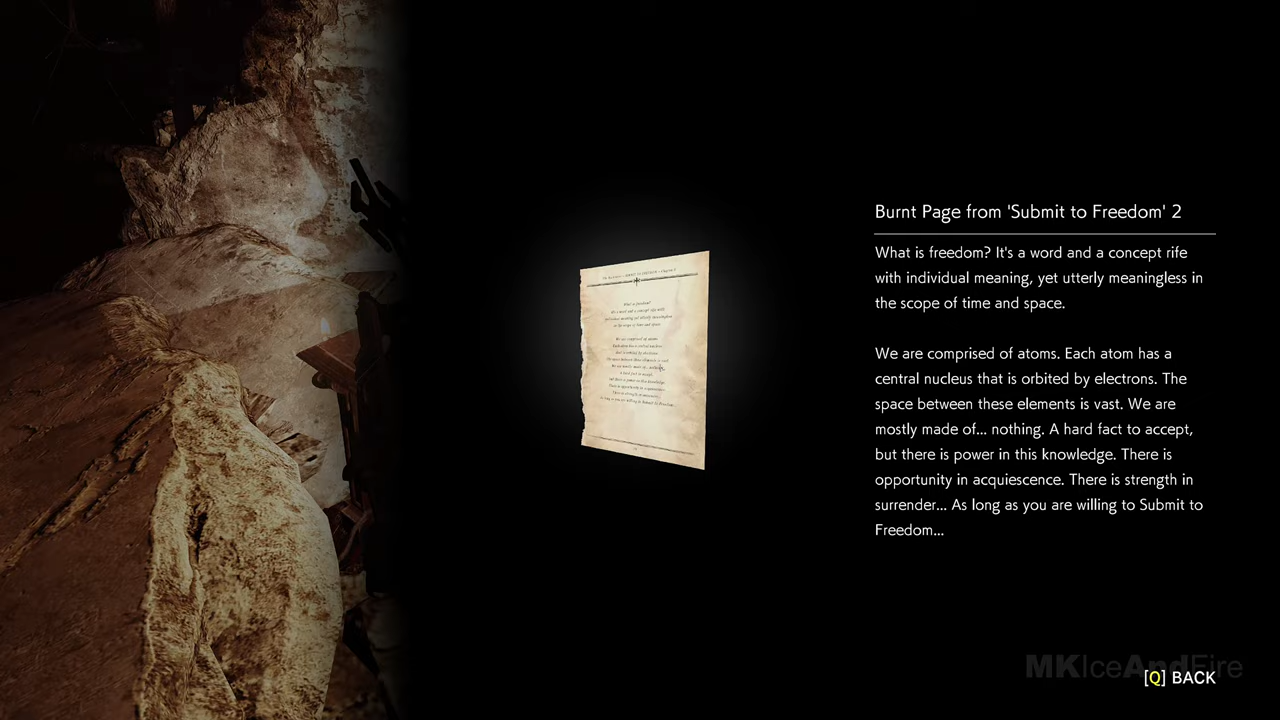 Burnt Page from 'Submit to Freedom' 2
What is freedom? It's a word and a concept rife
with individual meaning, yet utterly meaningless in
the scope of time and space.
We are comprised of atoms. Each atom has a
central nucleus that is orbited by electrons. The
space between these elements is vast. We are
mostly made of... nothing. A hard fact to accept,
but there is power in this knowledge. There is
opportunity in acquiescence. There is strength in
surrender... As long as you are willing to Submit to
Freedom...
MKIceAndFire
[Q] BACK